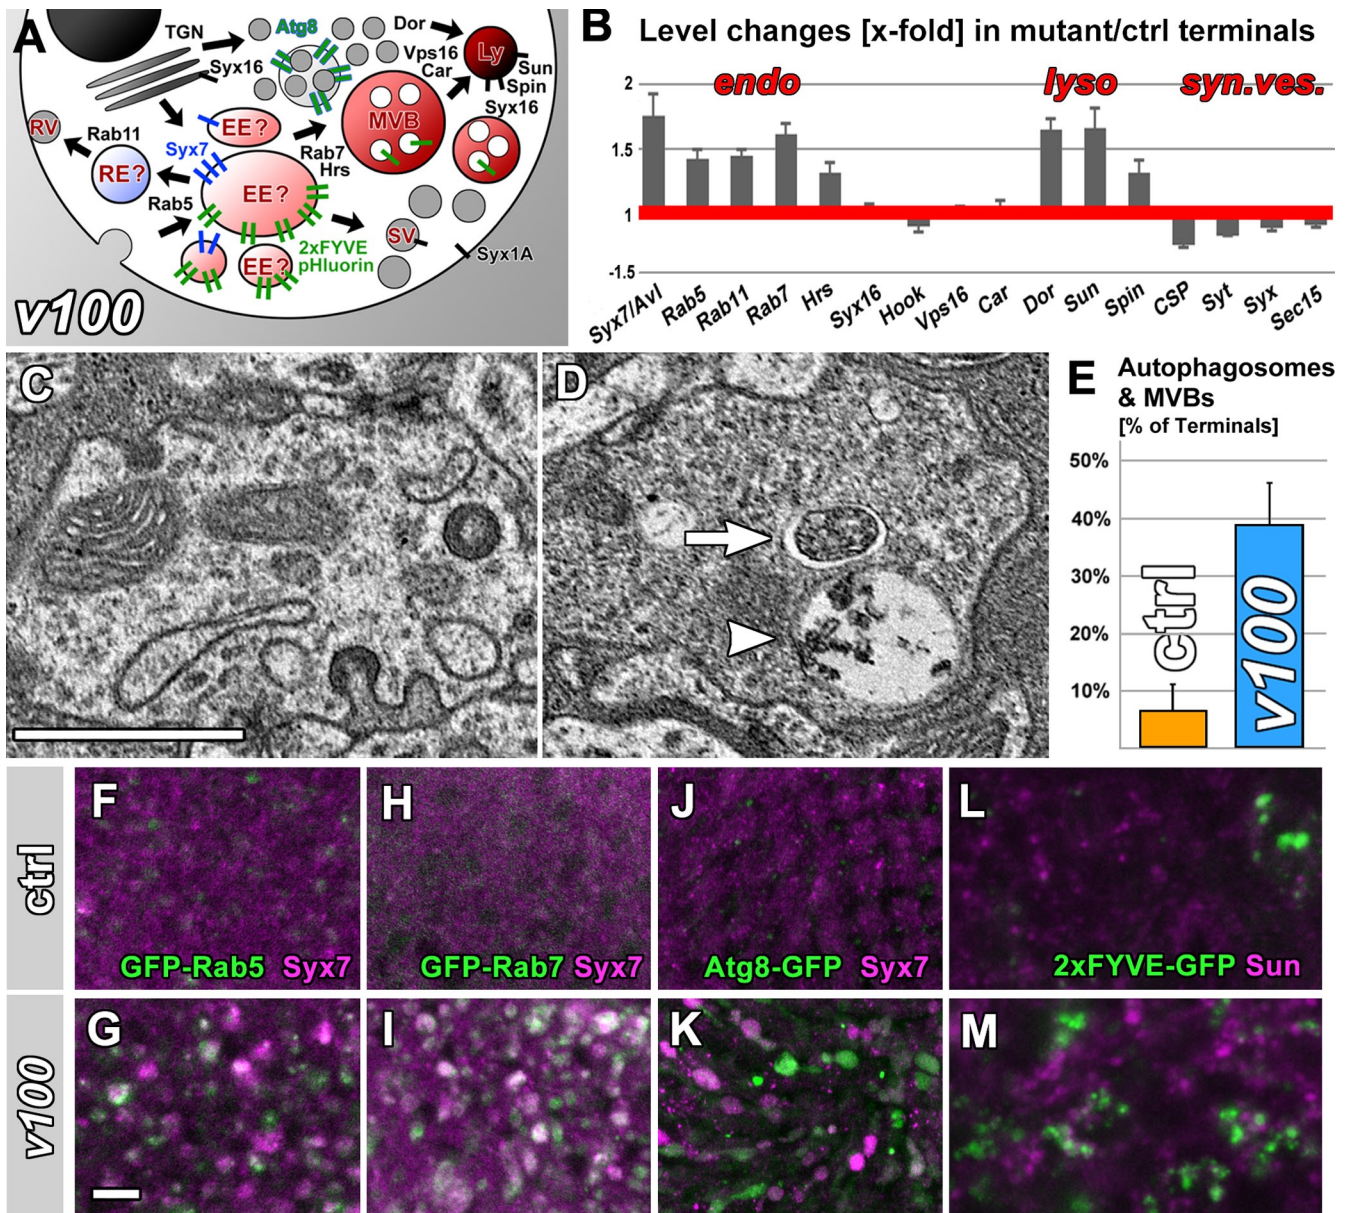 A
TGN
Atg8
Dor
Vps16
Car
Ly
Sun
Spin
Syx16
Syx16
RV
Rab11
EE?
MVB
Syx7
Rab7
Hrs
RE?
EE?
Rab5
SV
Syx1A
EE?
2xFYVE
pHluorin
v100
B
Level changes [x-fold] in mutant/ctrl terminals
endo
lyso
syn.ves.
2
1.5
1
-1.5
Syx7/Avl
Rab5
Rab11
Rab7
Hrs
Syx16
Hook
Vps16
Car
Dor
Sun
Spin
CSP
Syt
Syx
Sec15
C
D
E
Autophagosomes
& MVBs
[% of Terminals]
50%
40%
30%
20%
10%
ctrl
v100
ctrl
F
GFP-Rab5 Syx7
H
GFP-Rab7 Syx7
J
Atg8-GFP Syx7
L
2xFYVE-GFP Sun
v100
G
I
K
M